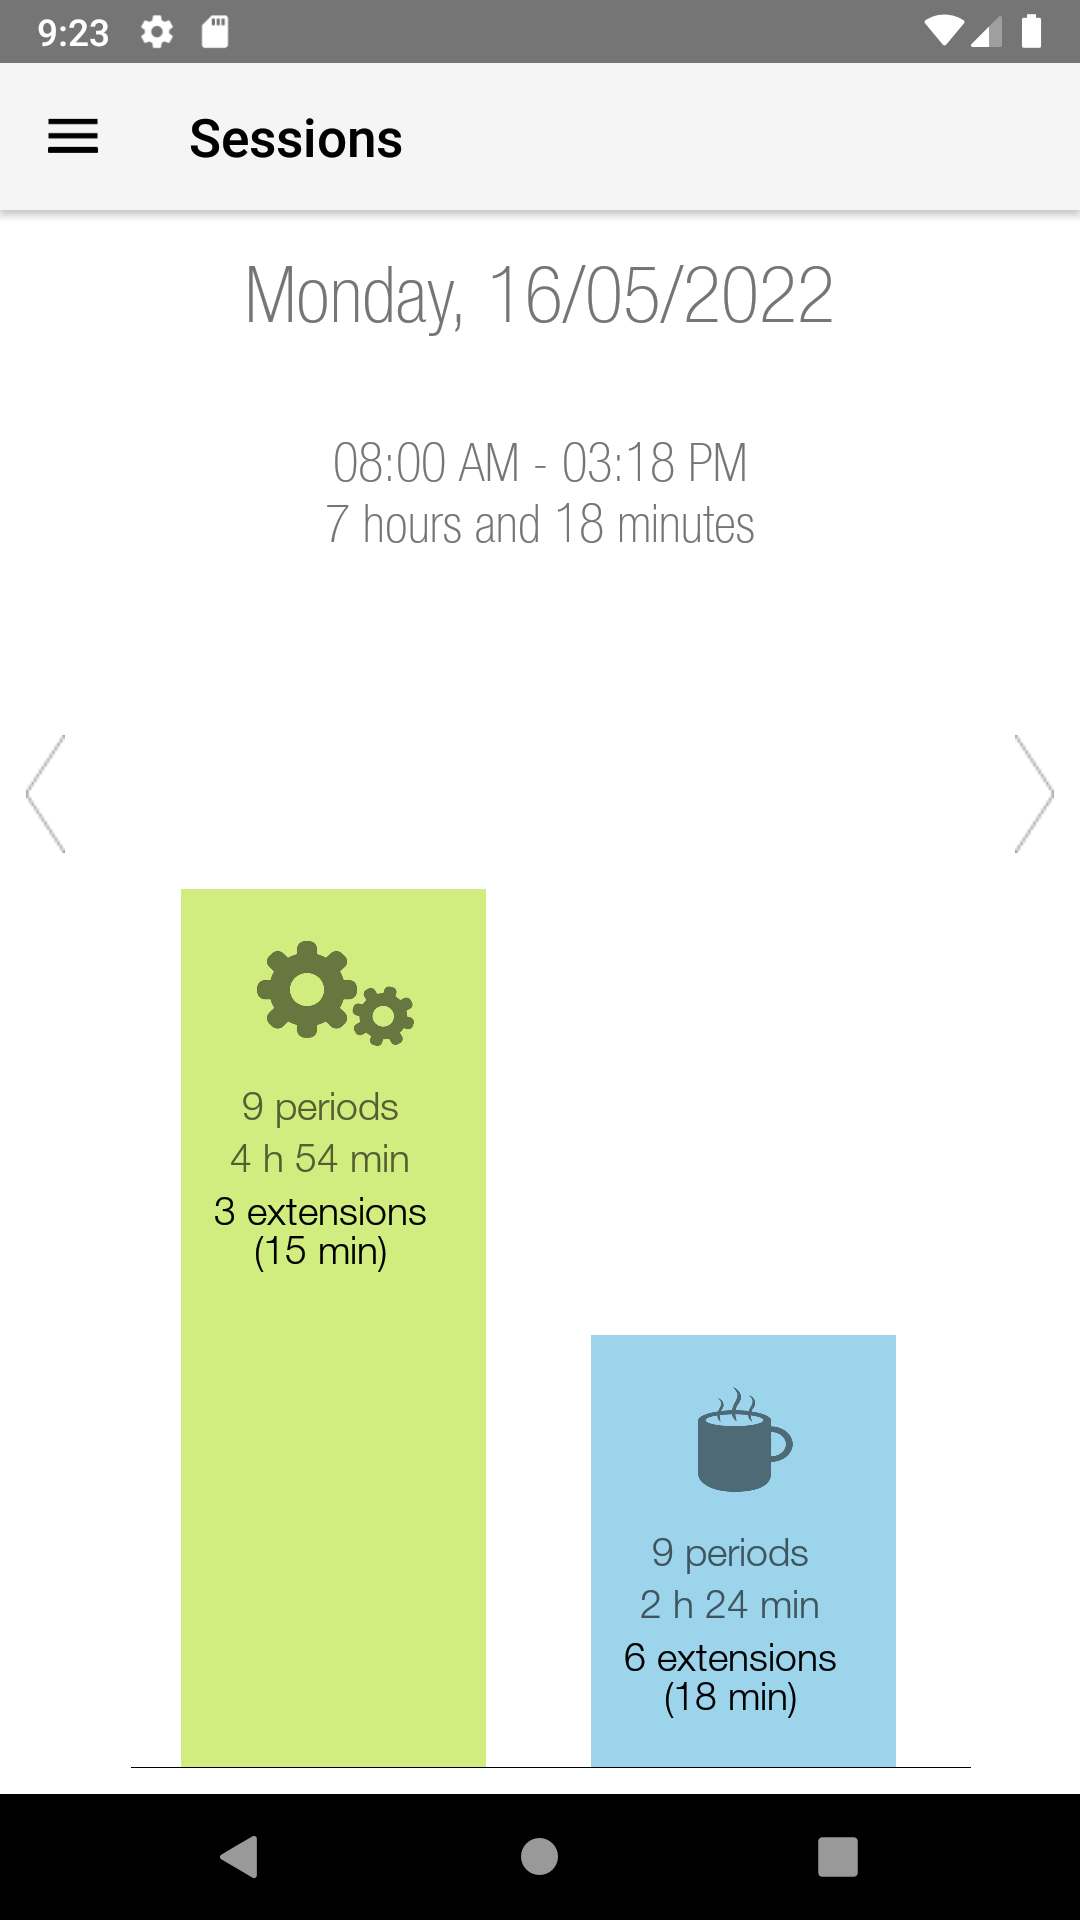 9:23
Sessions
Monday, 16/05/2022
08:00 AM - 03:18 PM
7 hours and 18 minutes
9 periods
4 h 54 min
3 extensions
(15 min)
9 periods
2 h 24 min
6 extensions
(18 min)